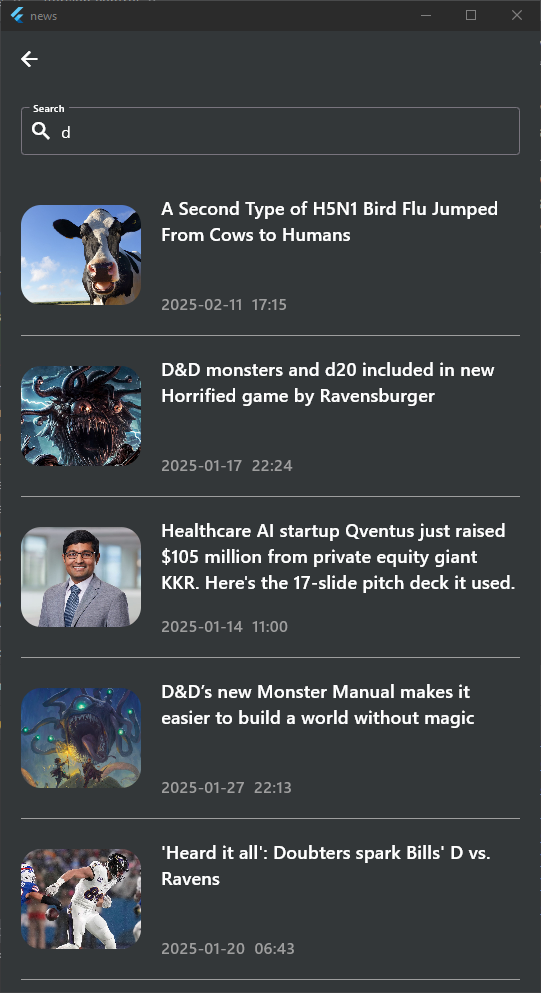 news
Search
d
A Second Type of H5N1 Bird Flu Jumped
From Cows to Humans
2025-02-11 17:15
D&D monsters and d20 included in new
Horrified game by Ravensburger
2025-01-17 22:24
Healthcare AI startup Qventus just raised
$105 million from private equity giant
KKR. Here's the 17-slide pitch deck it used.
2025-01-14 11:00
D&D’s new Monster Manual makes it
easier to build a world without magic
2025-01-27 22:13
'Heard it all': Doubters spark Bills' D vs.
Ravens
2025-01-20 06:43